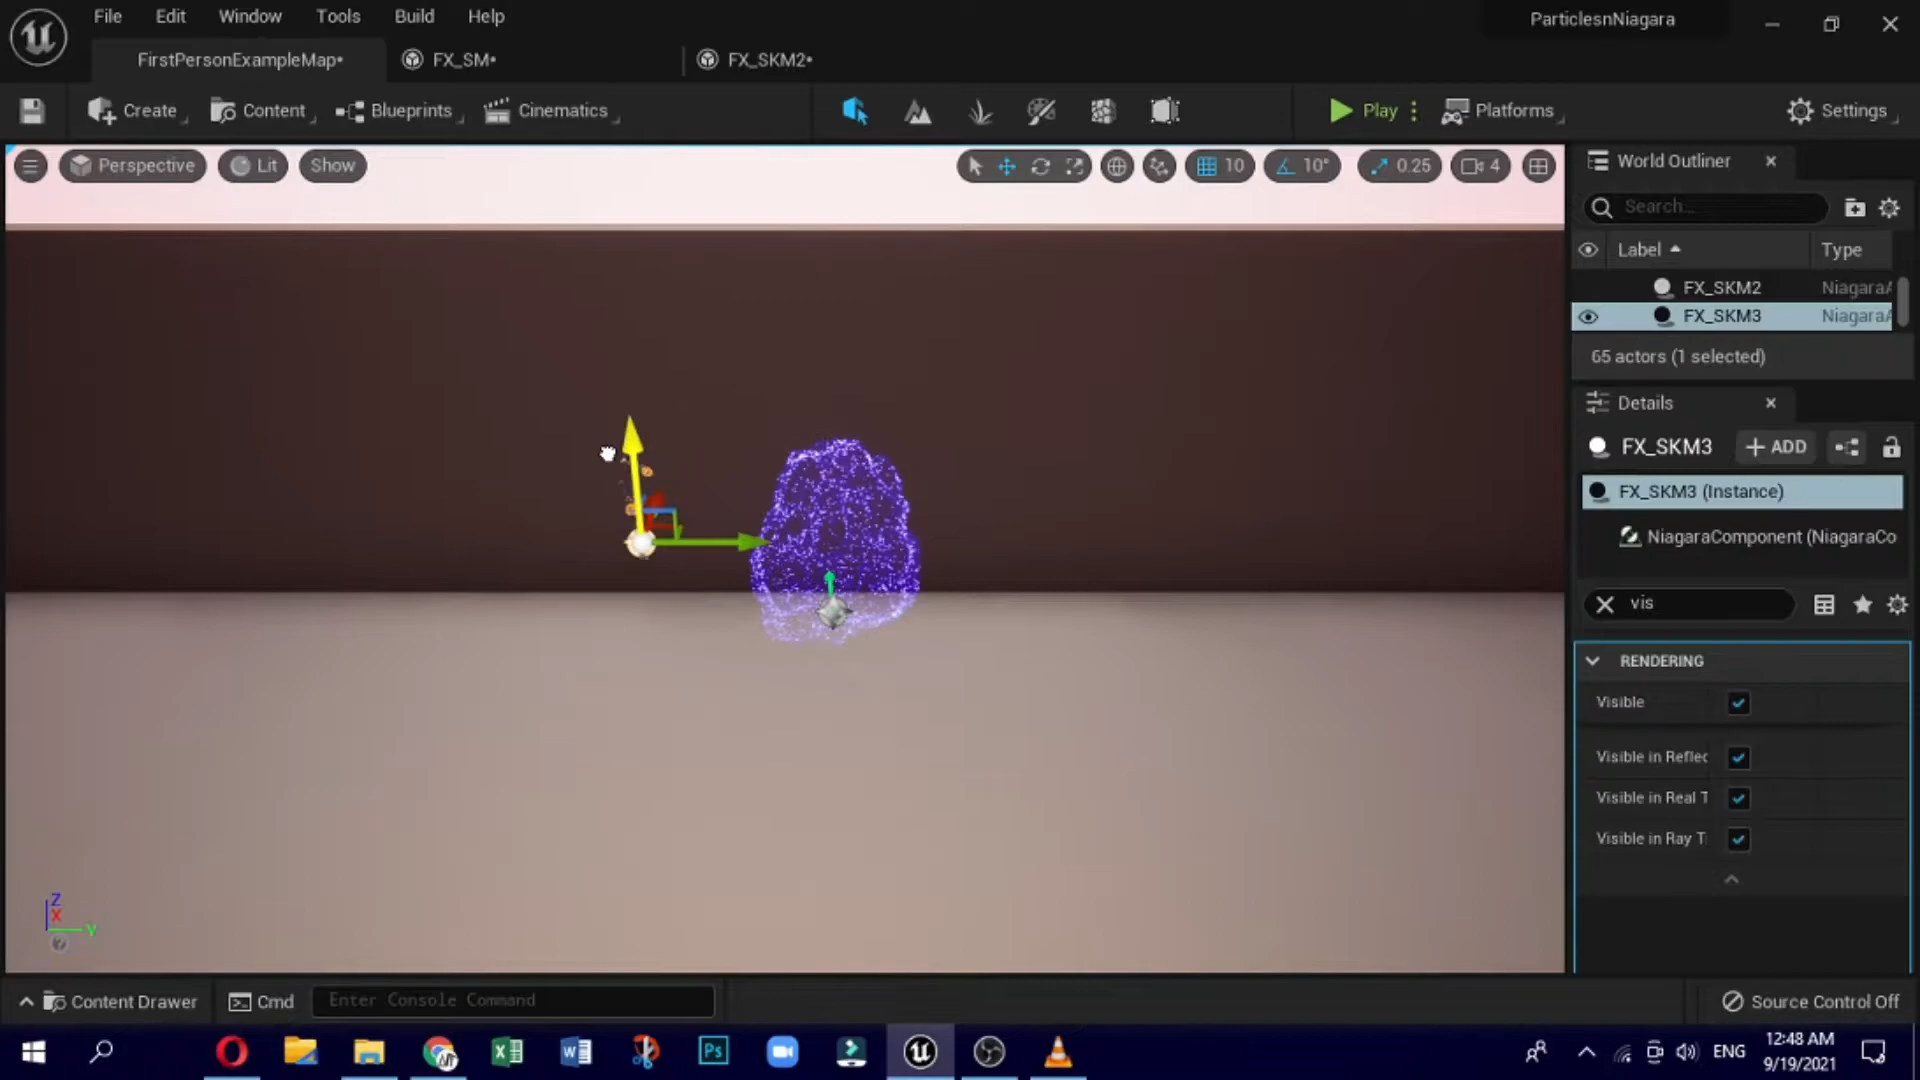 File Edit Window Tools Build Help
ParticlesnNiagara
FirstPersonExampleMap•
FX_SM•
FX_SKM2•
Create
Content
Blueprints
Cinematics
Play
Platforms
Settings
Perspective
Lit
Show
10
10°
0.25
4
World Outliner
Search...
Label
Type
FX_SKM2 NiagaraA
FX_SKM3 NiagaraA
65 actors (1 selected)
Details
FX_SKM3
+ ADD
FX_SKM3 (Instance)
NiagaraComponent (NiagaraCo
vis
RENDERING
Visible
Visible in Reflec
Visible in Real T
Visible in Ray T
Z
X
Y
Content Drawer
Cmd
Enter Console Command
Source Control Off
Ps
ENG
12:48 AM
9/19/2021